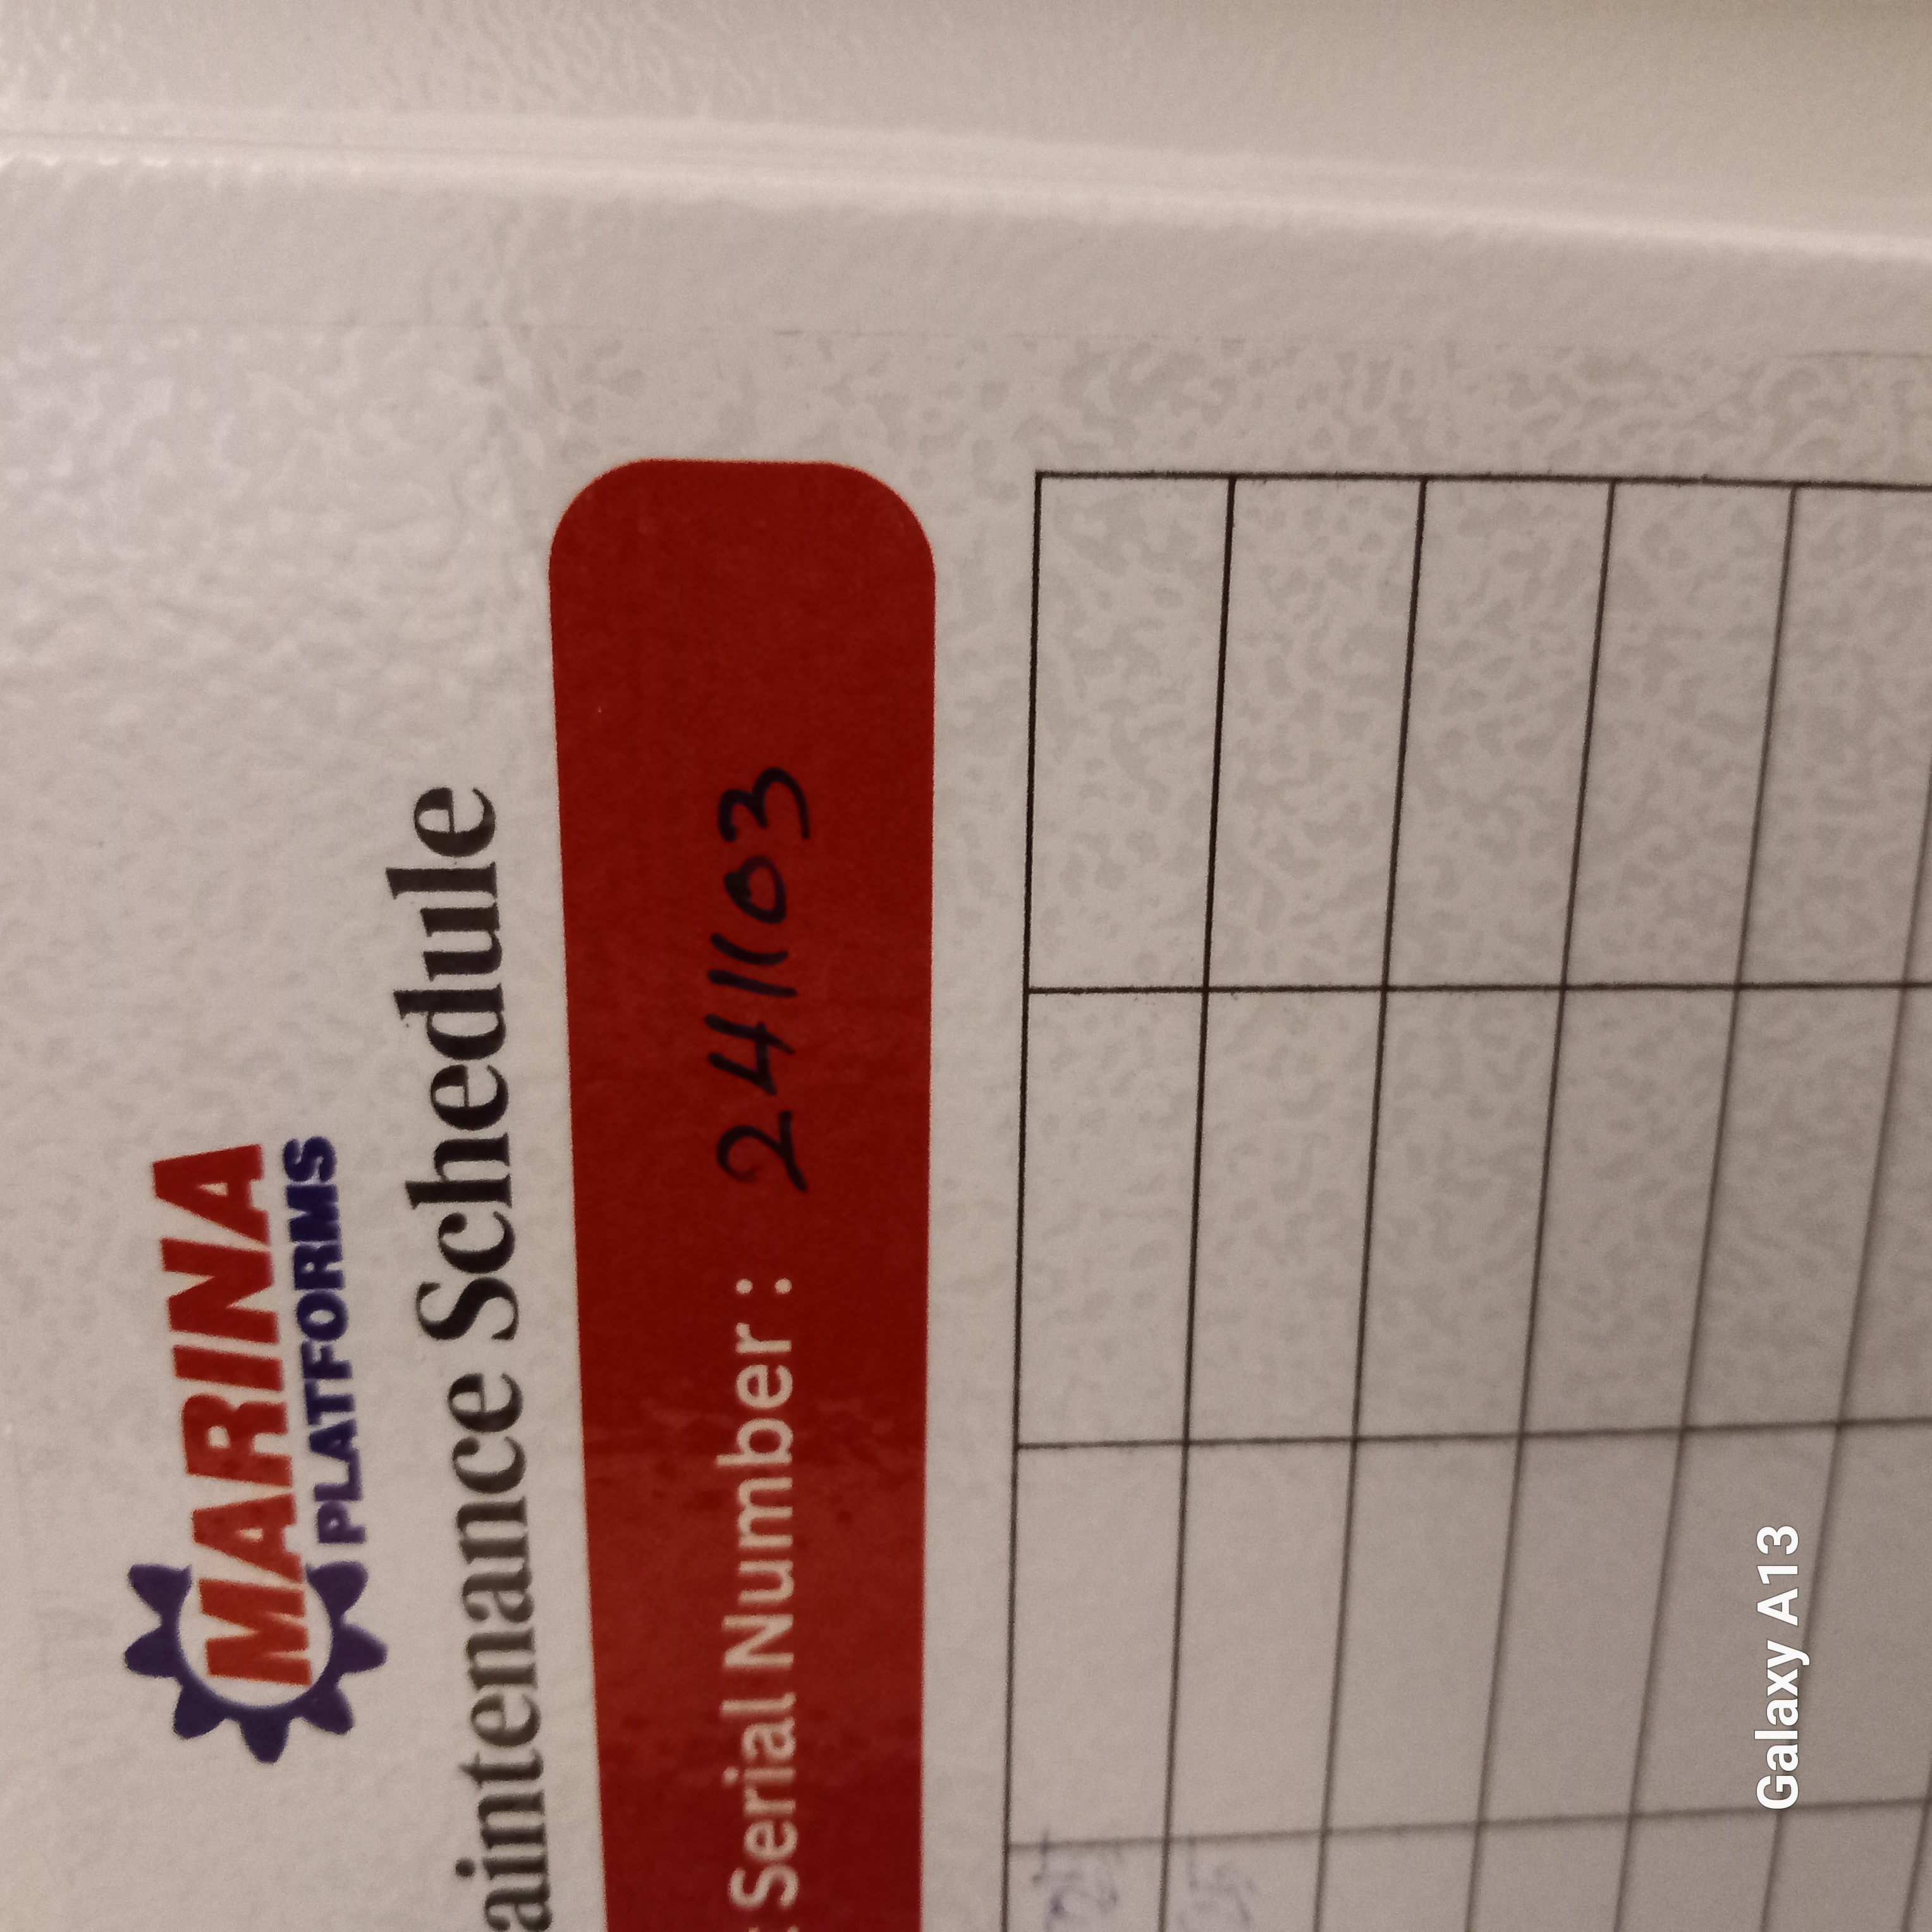 MARINA
PLATFORMS
aintenance Schedule
Serial Number : 241103
Galaxy A13